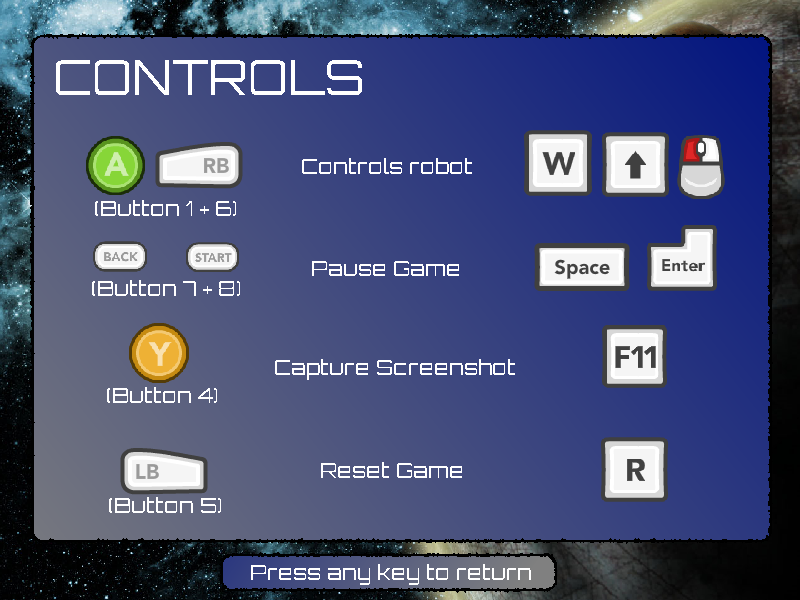 CONTROLS
A RB Controls robot W
(Button 1 + 6)
BACK START Pause Game Space Enter
(Button 7 + 8)
Y Capture Screenshot F11
(Button 4)
LB Reset Game R
(Button 5)
Press any key to return